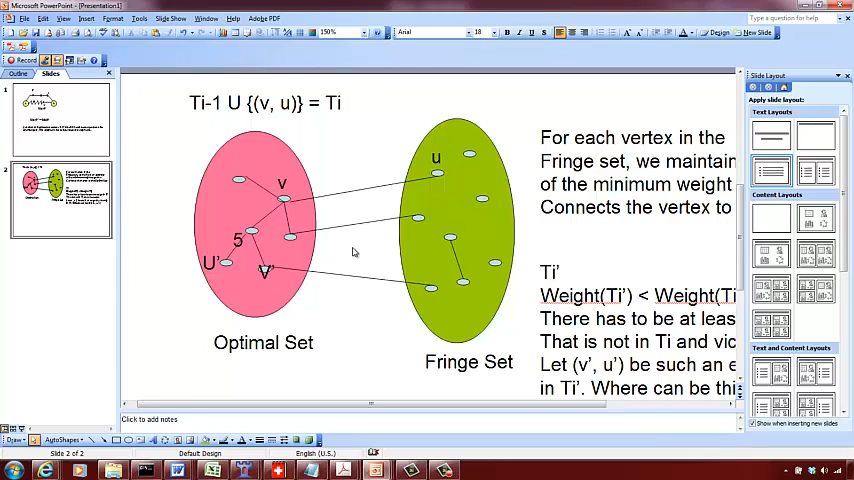 Microsoft PowerPoint - [Presentation1]
File Edit View Insert Format Tools Slide Show Window Help Adobe PDF
Type a question for help
150%
Arial
18
B I U S
A
Design
New Slide
Record
Outline
Slides
Slide Layout
Apply slide layout:
Text Layouts
Content Layouts
Text and Content Layouts
Show when inserting new slides
1
2
Ti-1 U {(v, u)} = Ti
v
5
U'
V'
Optimal Set
u
Fringe Set
For each vertex in the
Fringe set, we maintain
of the minimum weight
Connects the vertex to
Ti'
Weight(Ti') < Weight(Ti
There has to be at leas
That is not in Ti and vic
Let (v', u') be such an e
in Ti'. Where can be thi
Click to add notes
Draw
AutoShapes
Slide 2 of 2
Default Design
English (U.S.)